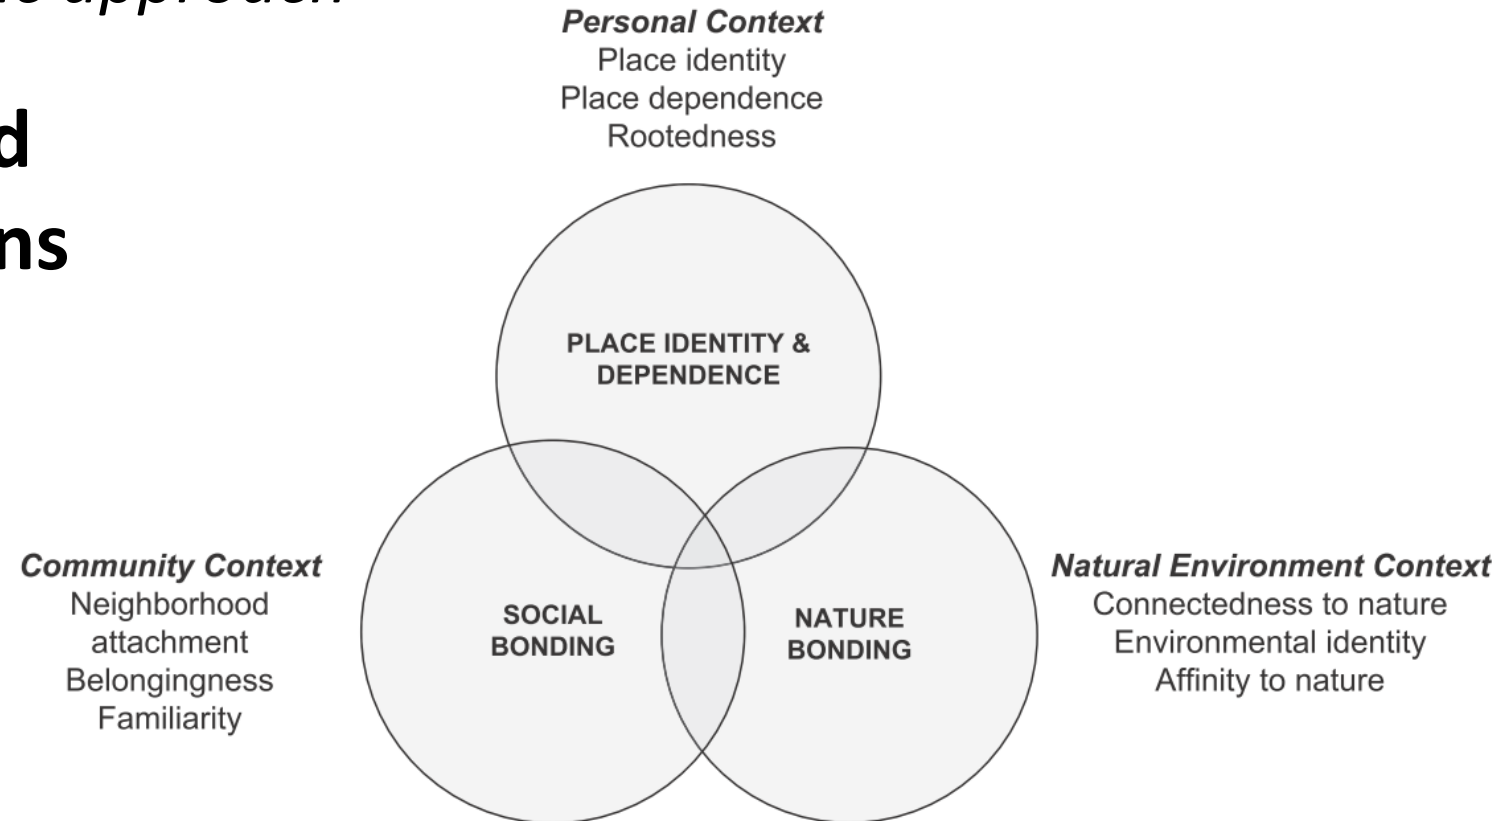 approach
d
ns
Personal Context
Place identity
Place dependence
Rootedness
PLACE IDENTITY &
DEPENDENCE
Community Context
Neighborhood
attachment
Belongingness
Familiarity
SOCIAL
BONDING
NATURE
BONDING
Natural Environment Context
Connectedness to nature
Environmental identity
Affinity to nature